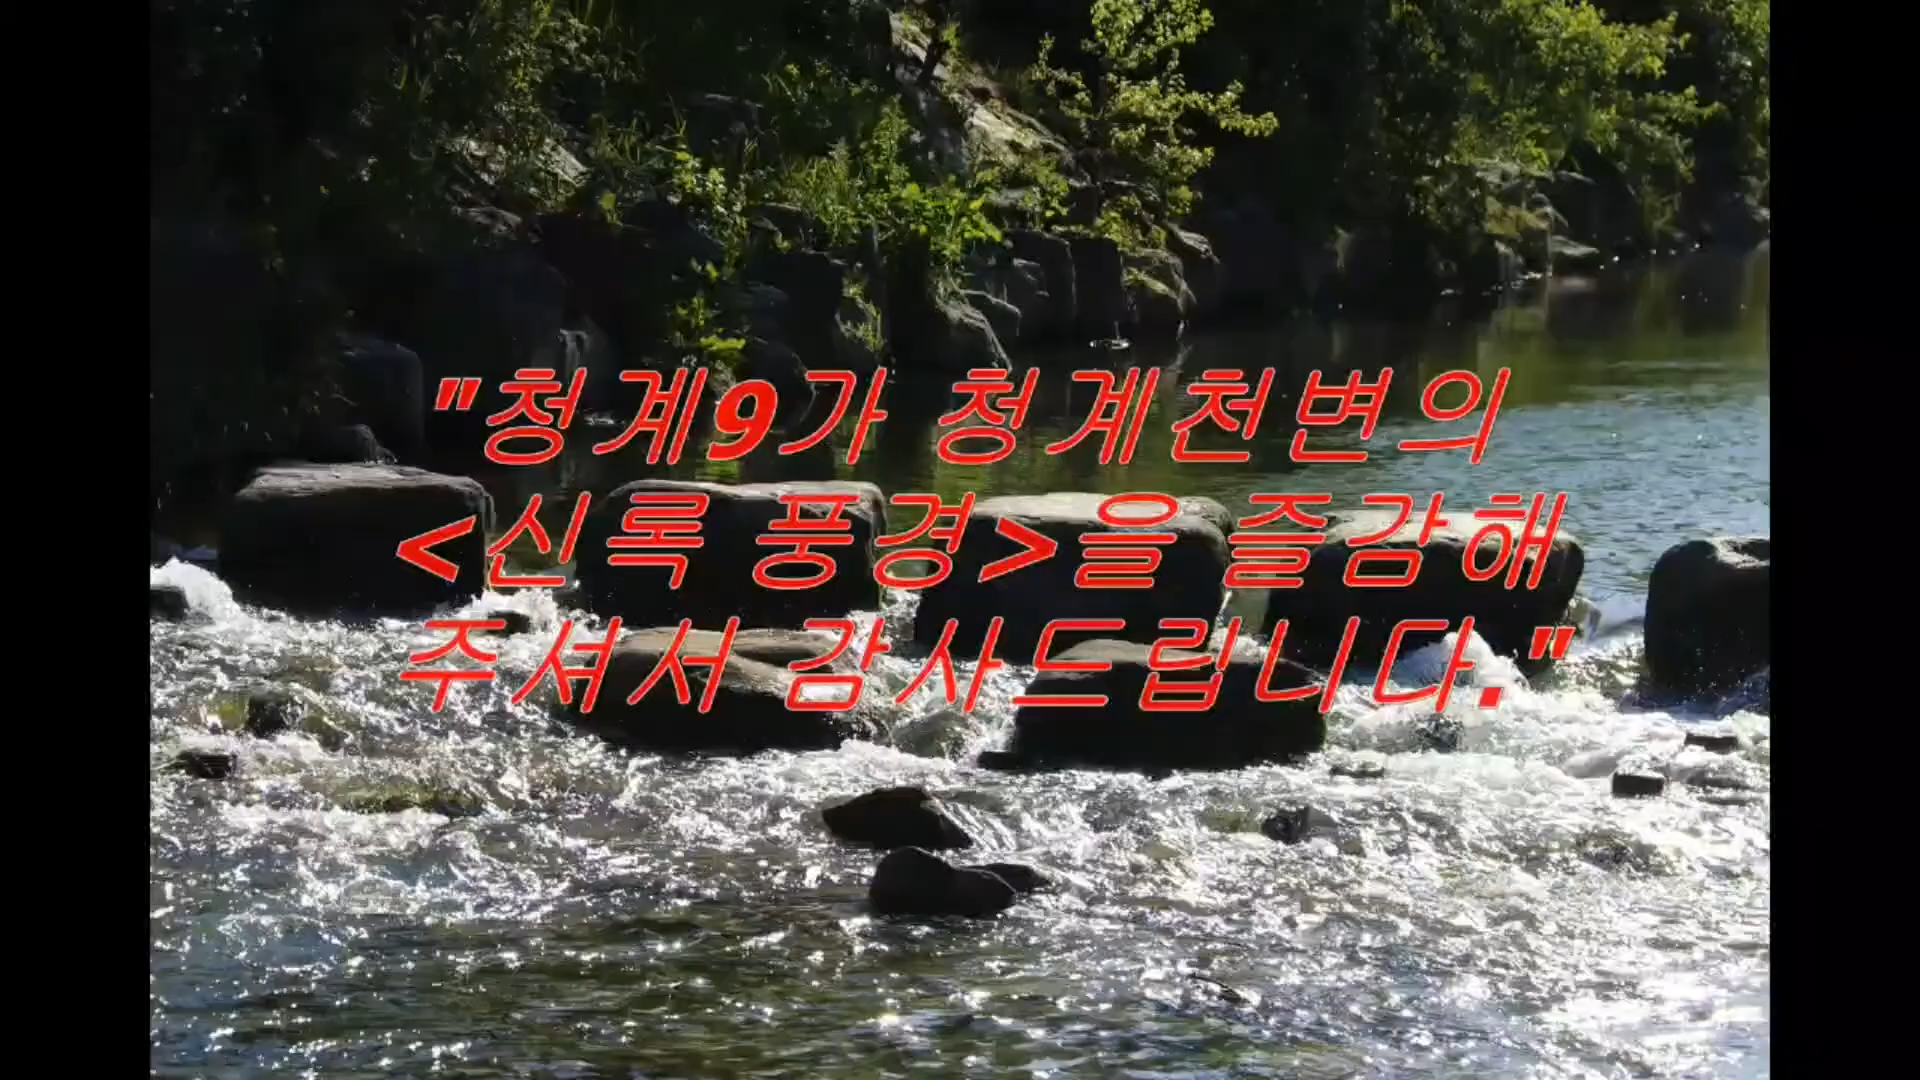 "청계9가 청계천변의
<신록 풍경>을 즐감해
주셔서 감사드립니다."